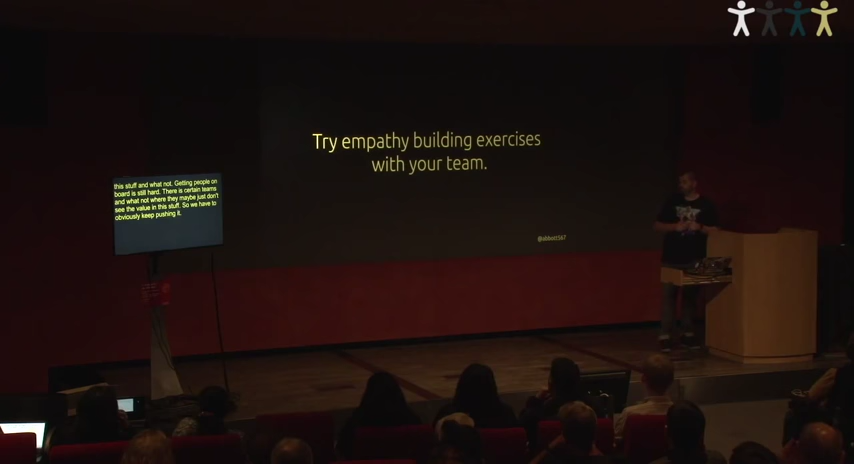 Try empathy building exercises
with your team.
@abbott567
this stuff and what not. Getting people on
board is still hard. There is certain teams
and what not where they maybe just don't
see the value in this stuff. So we have to
obviously keep pushing it.